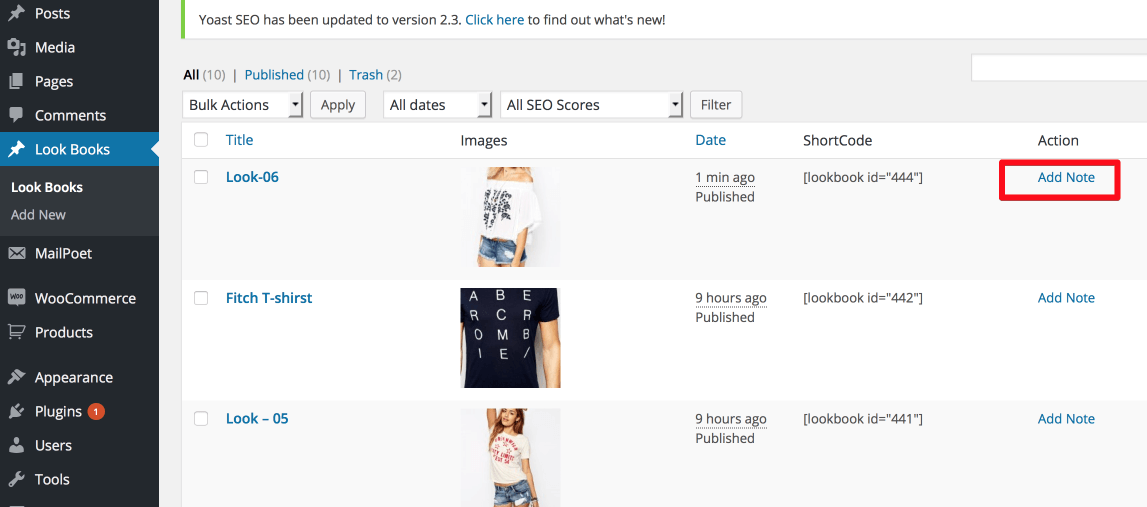 Posts
Media
Pages
Comments
Look Books
Look Books
Add New
MailPoet
WOO
WooCommerce
Products
Appearance
Plugins 1
Users
Tools
Yoast SEO has been updated to version 2.3. Click here to find out what's new!
All (10) | Published (10) | Trash (2)
Bulk Actions Apply All dates All SEO Scores Filter
Title Images Date ShortCode Action
Look-06 1 min ago [lookbook id="444"] Add Note
Published
Fitch T-shirst 9 hours ago [lookbook id="442"] Add Note
Published
A B E
R C R
O M B
I E /
Look – 05 9 hours ago [lookbook id="441"] Add Note
Published